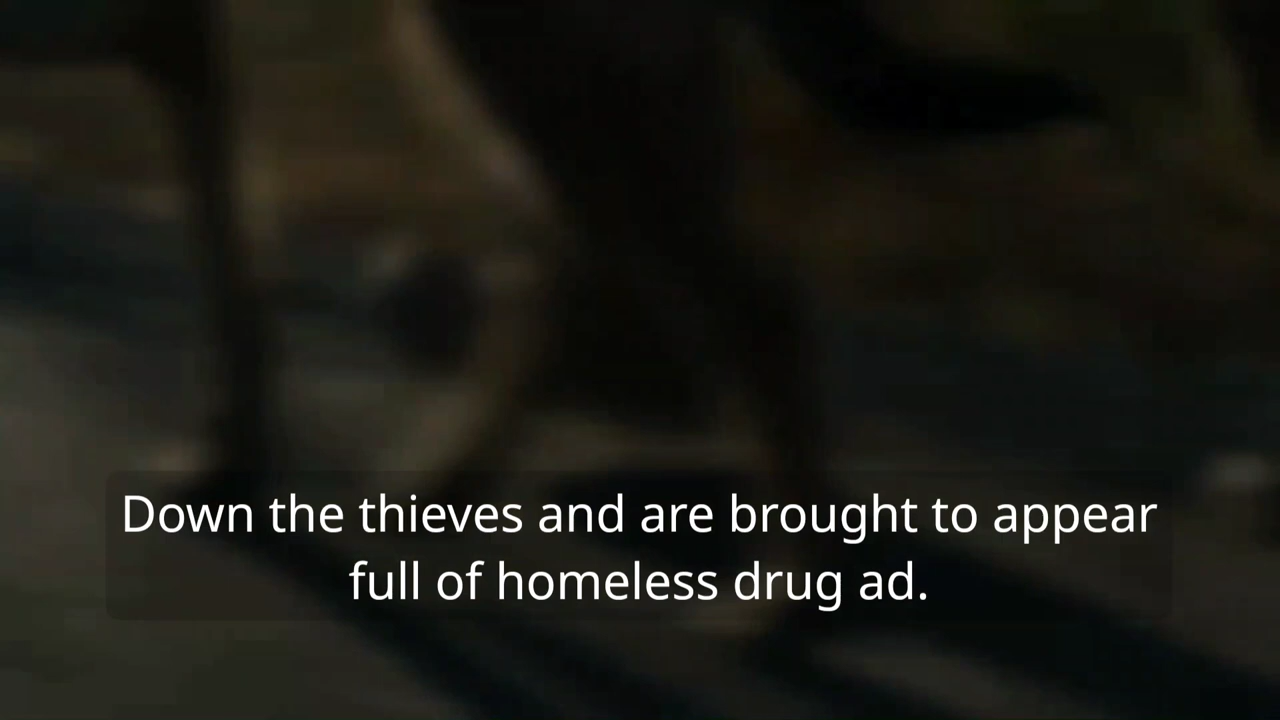 Down the thieves and are brought to appear
full of homeless drug ad.